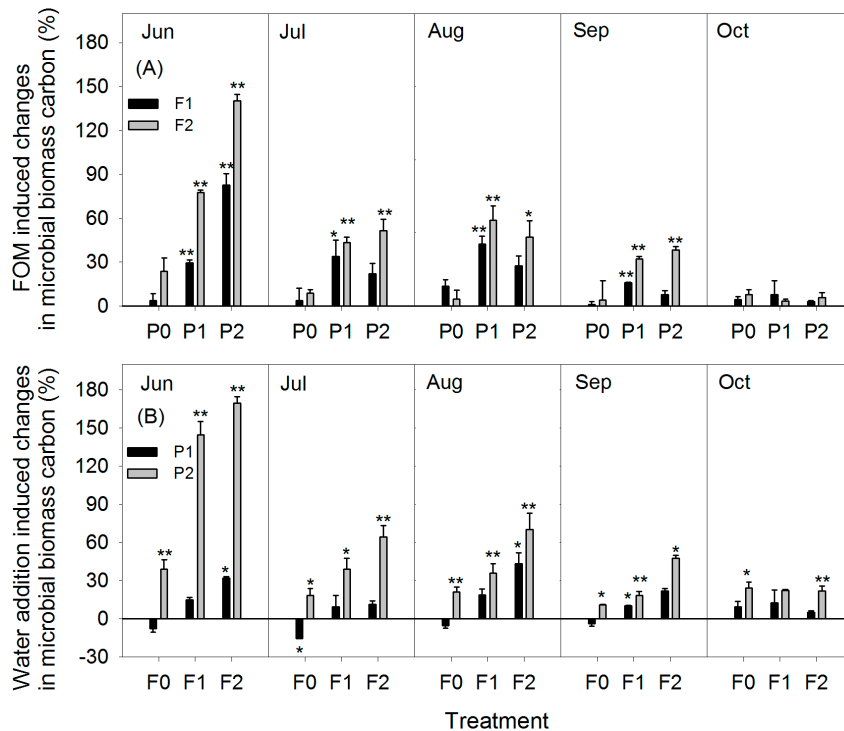 FOM induced changes
in microbial biomass carbon (%)
180
150
120
90
60
30
0
Jun
Jul
Aug
Sep
Oct
(A)
F1
F2
**
**
**
**
*
**
**
**
**
*
**
**
**
P0 P1 P2 P0 P1 P2 P0 P1 P2 P0 P1 P2 P0 P1 P2
Water addition induced changes
in microbial biomass carbon (%)
180
150
120
90
60
30
0
-30
Jun
Jul
Aug
Sep
Oct
(B)
P1
P2
**
**
*
**
*
*
*
**
**
**
*
**
*
*
**
*
*
**
F0 F1 F2 F0 F1 F2 F0 F1 F2 F0 F1 F2 F0 F1 F2
Treatment